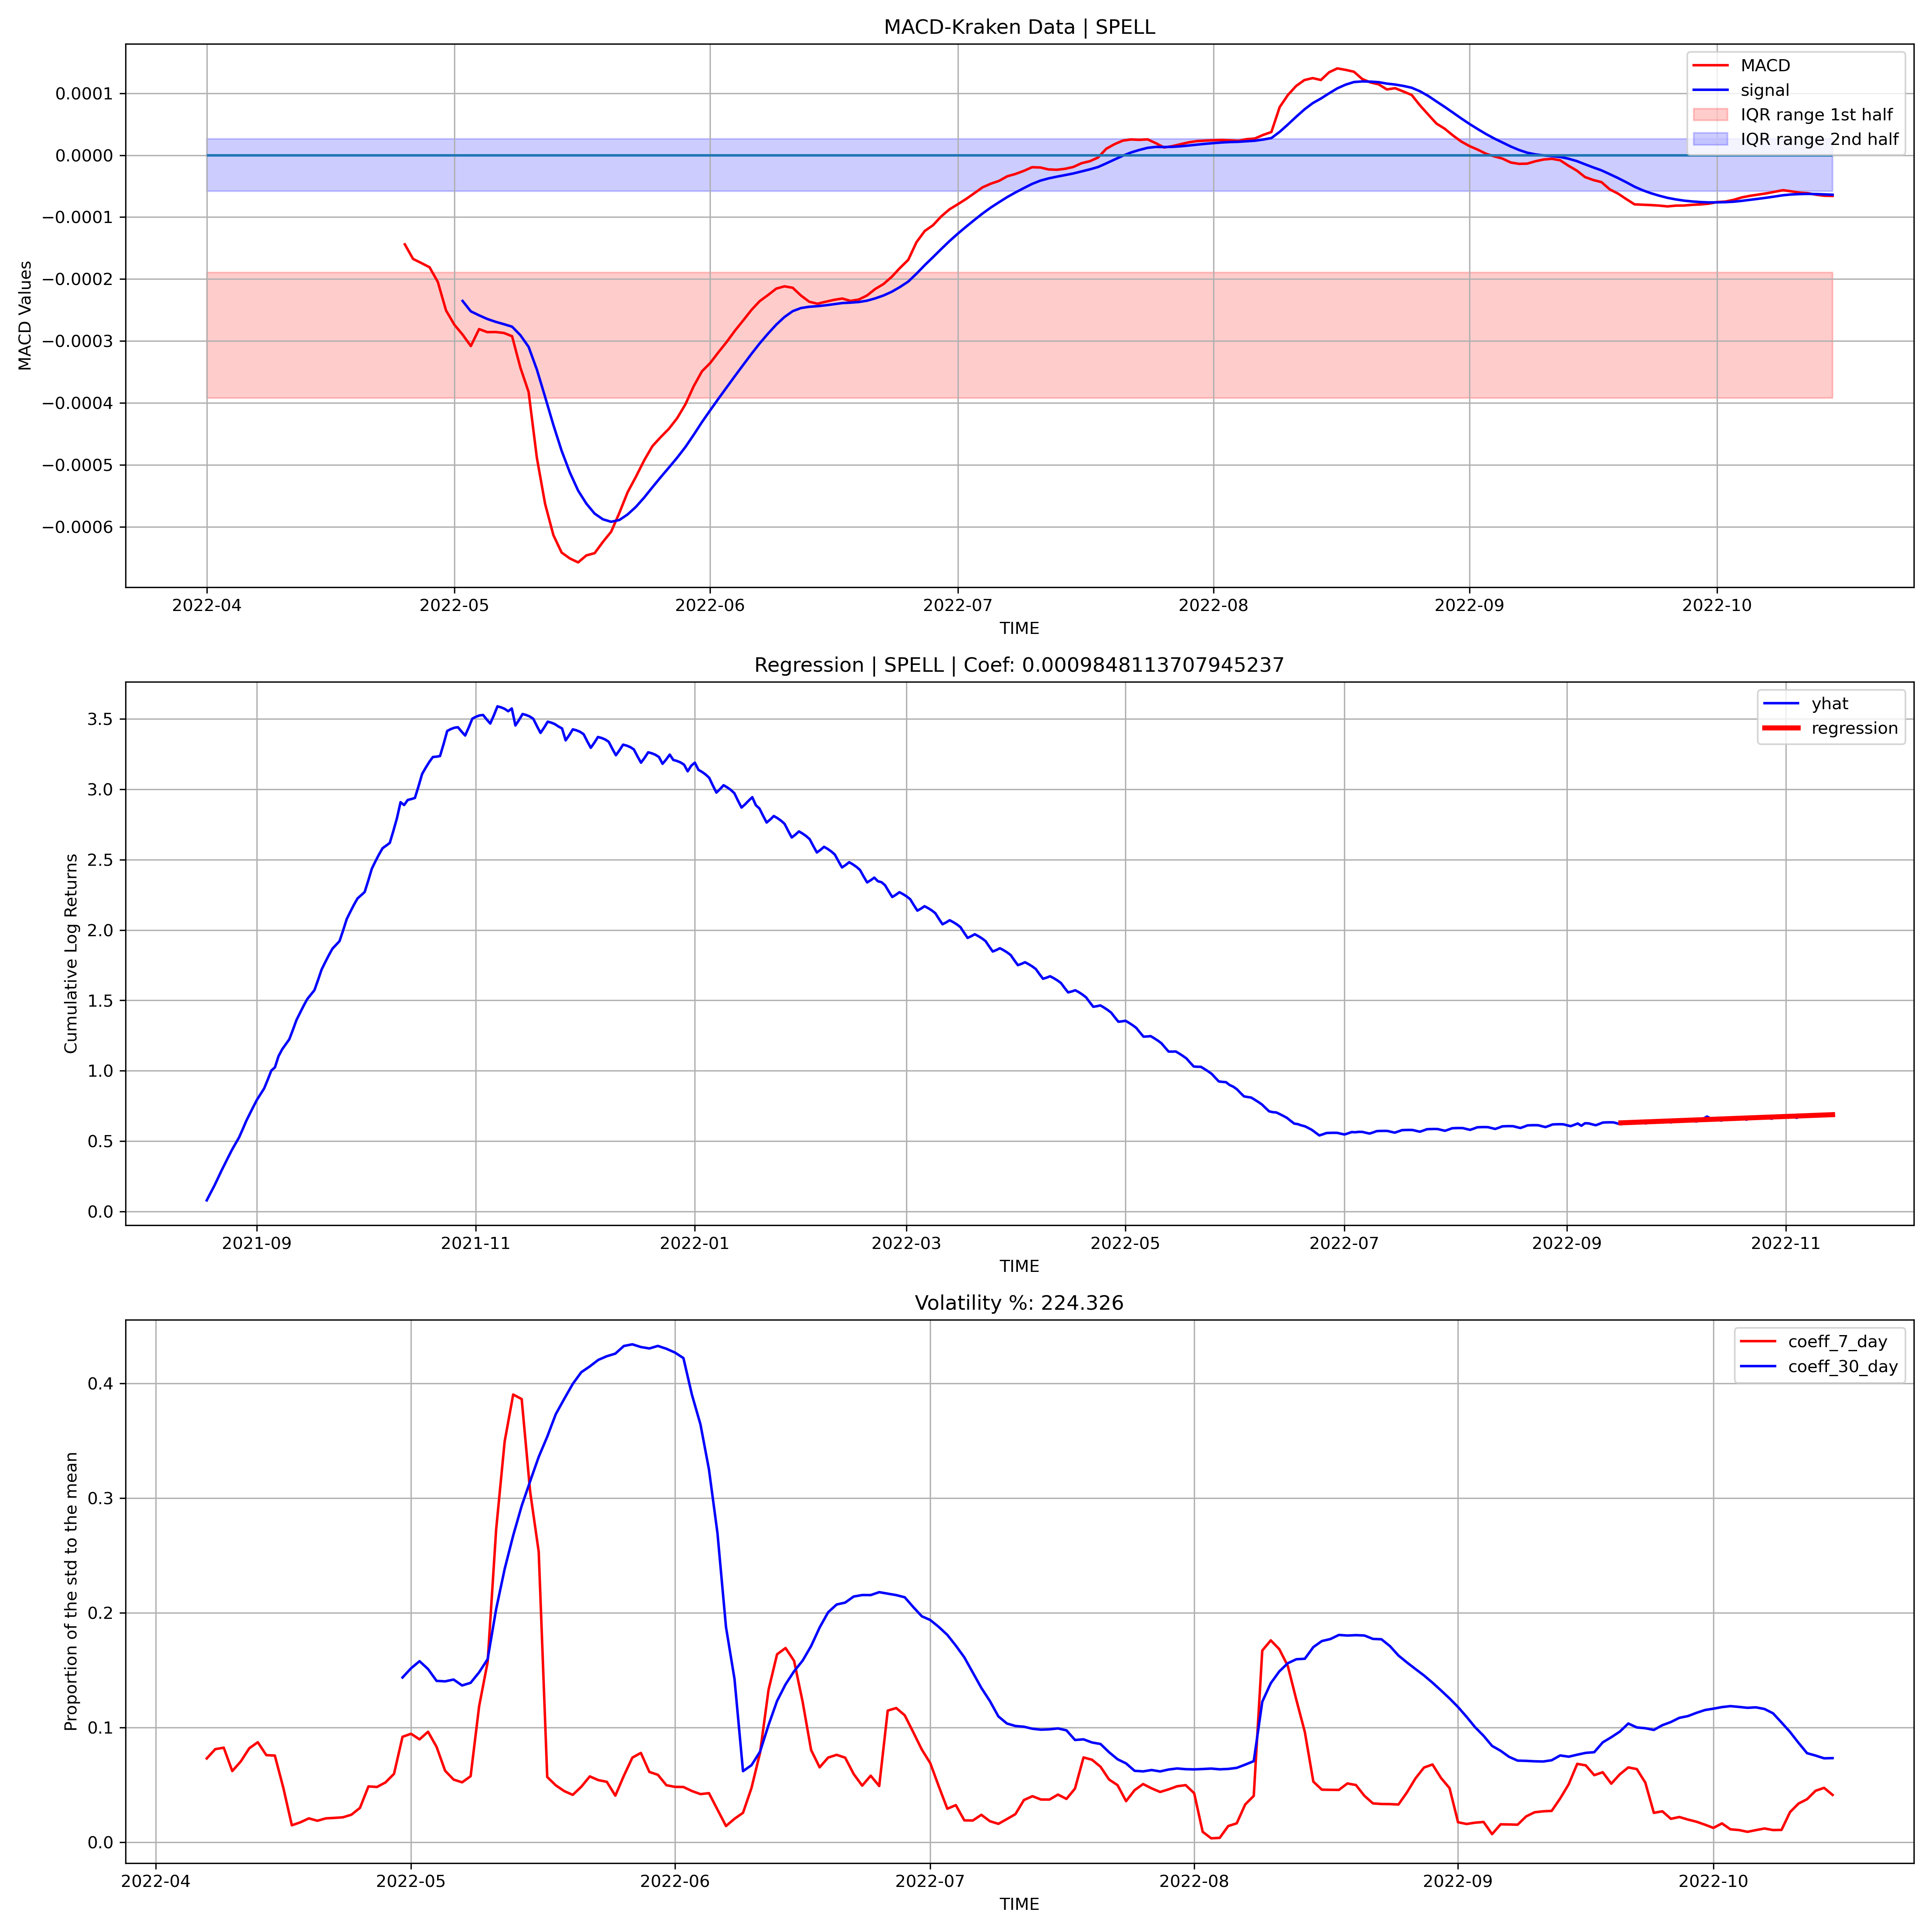 MACD-Kraken Data | SPELL
MACD
signal
IQR range 1st half
IQR range 2nd half
0.0001
0.0000
−0.0001
−0.0002
−0.0003
−0.0004
−0.0005
−0.0006
MACD Values
2022-04 2022-05 2022-06 2022-07 2022-08 2022-09 2022-10
TIME
Regression | SPELL | Coef: 0.0009848113707945237
yhat
regression
3.5
3.0
2.5
2.0
1.5
1.0
0.5
0.0
Cumulative Log Returns
2021-09 2021-11 2022-01 2022-03 2022-05 2022-07 2022-09 2022-11
TIME
Volatility %: 224.326
coeff_7_day
coeff_30_day
0.4
0.3
0.2
0.1
0.0
Proportion of the std to the mean
2022-04 2022-05 2022-06 2022-07 2022-08 2022-09 2022-10
TIME